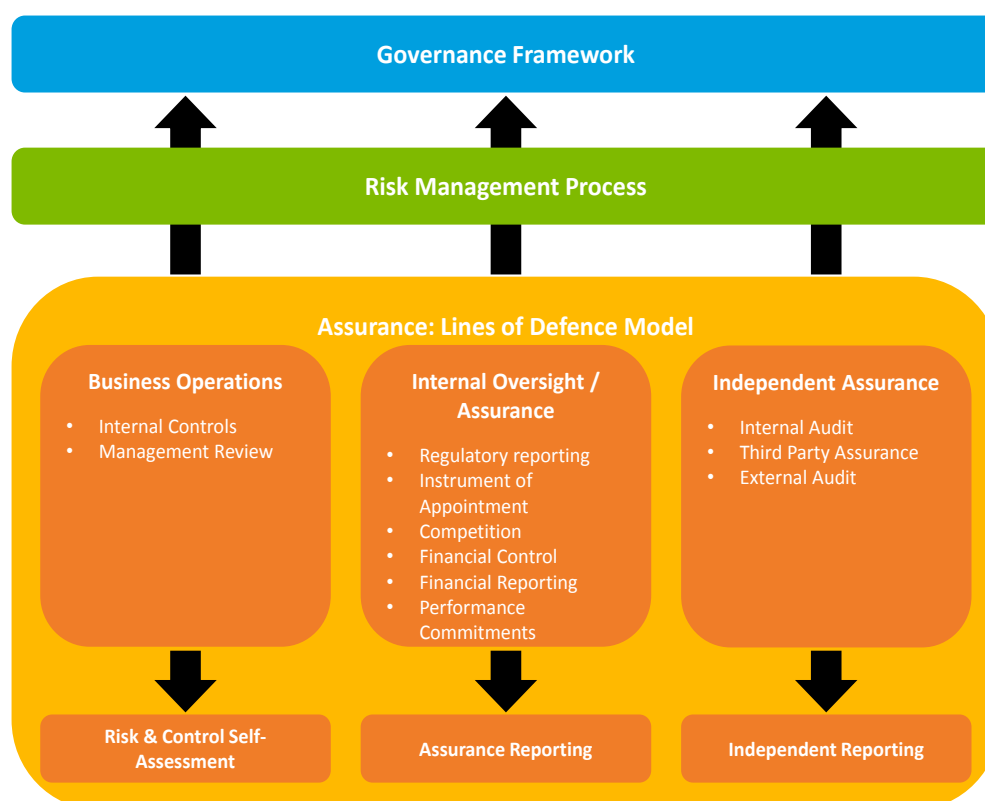 Governance Framework
Risk Management Process
Assurance: Lines of Defence Model
Business Operations
• Internal Controls
• Management Review
Internal Oversight /
Assurance
• Regulatory reporting
• Instrument of
Appointment
• Competition
• Financial Control
• Financial Reporting
• Performance
Commitments
Independent Assurance
• Internal Audit
• Third Party Assurance
• External Audit
Risk & Control Self-
Assessment
Assurance Reporting
Independent Reporting